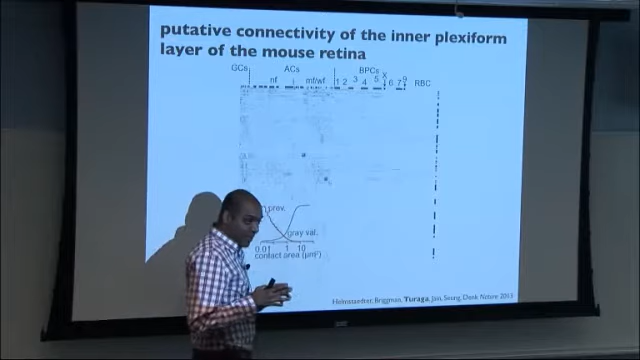 putative connectivity of the inner plexiform
layer of the mouse retina
GCs ACs BPCs
nf mf/wf 1 2 3 4 5 X 6 7 9 RBC
prev.
gray val.
0.01 1 10
contact area (µm²)
Helmstaedter, Briggman, Turaga, Jain, Seung, Denk Nature 2013